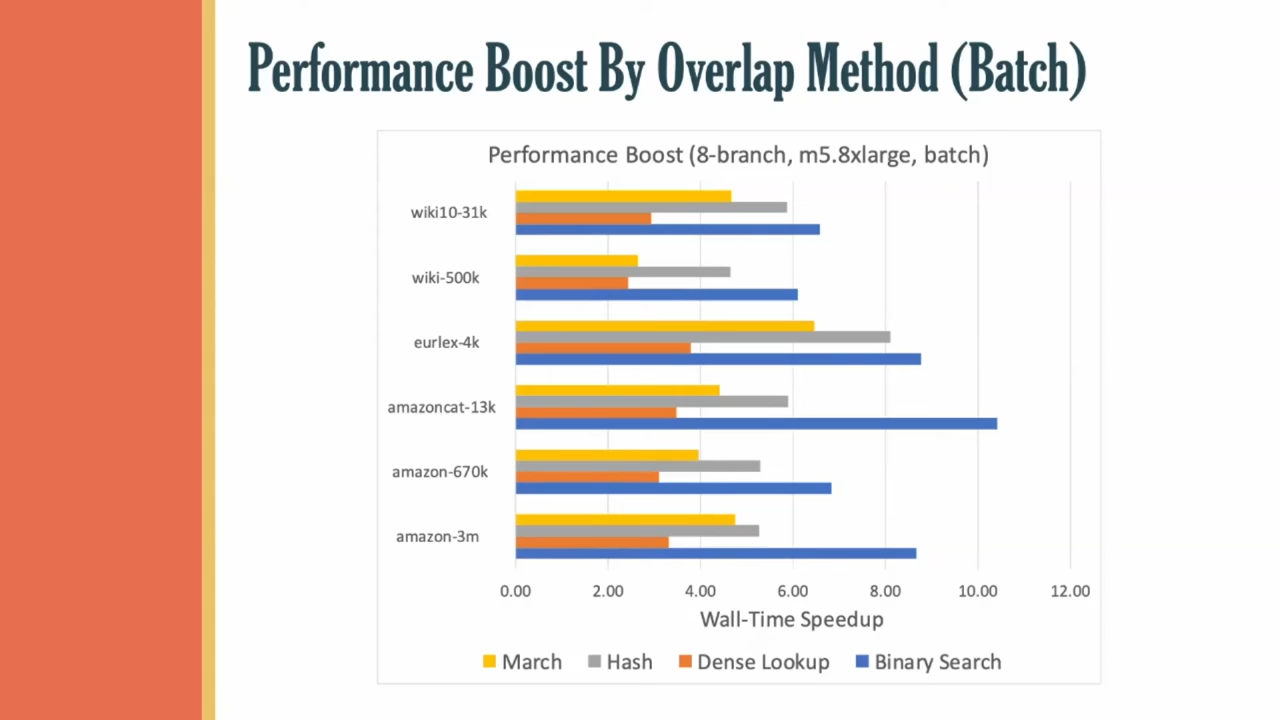 Performance Boost By Overlap Method (Batch)
Performance Boost (8-branch, m5.8xlarge, batch)
wiki10-31k
wiki-500k
eurlex-4k
amazoncat-13k
amazon-670k
amazon-3m
0.00 2.00 4.00 6.00 8.00 10.00 12.00
Wall-Time Speedup
March Hash Dense Lookup Binary Search